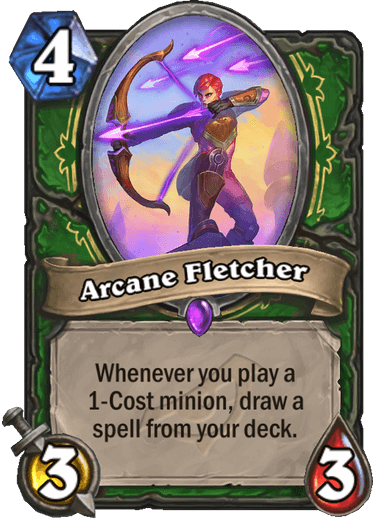 4
Arcane Fletcher
Whenever you play a
1-Cost minion, draw a
spell from your deck.
3
3